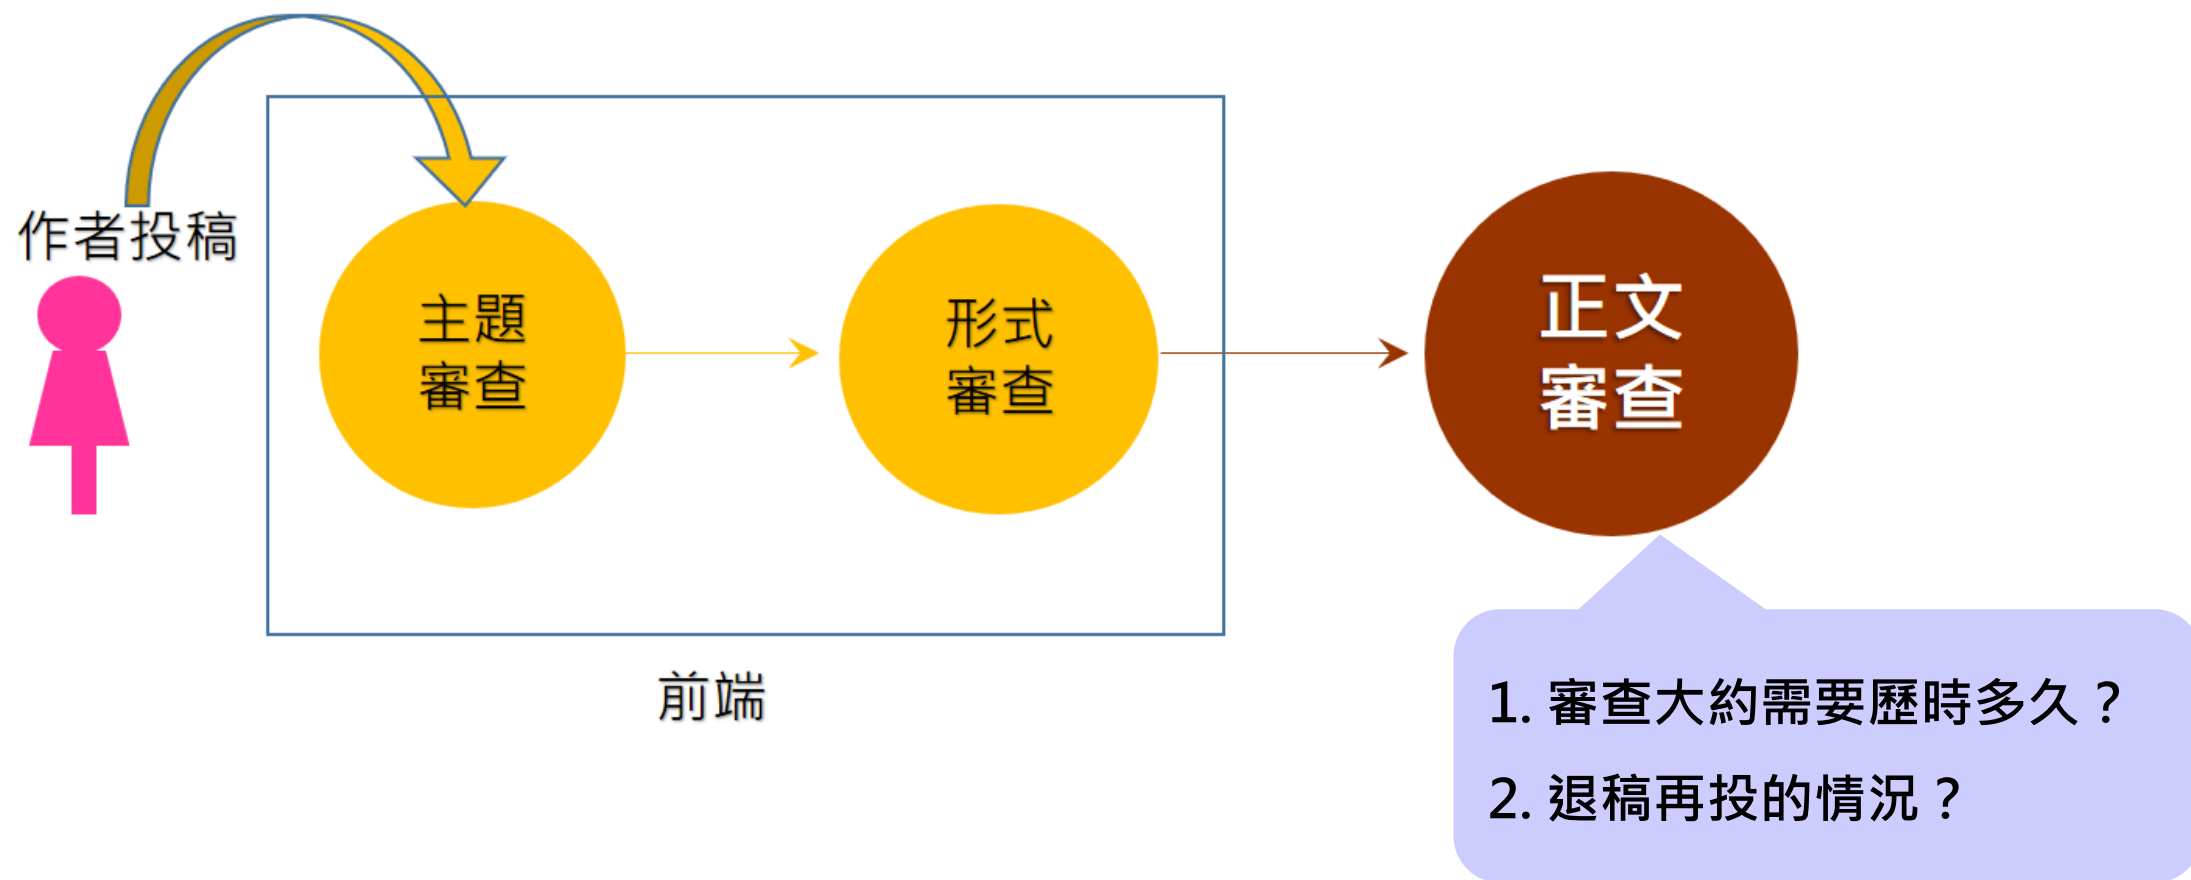 作者投稿
主題
審查
形式
審查
正文
審查
前端
1. 審查大約需要歷時多久？
2. 退稿再投的情況？